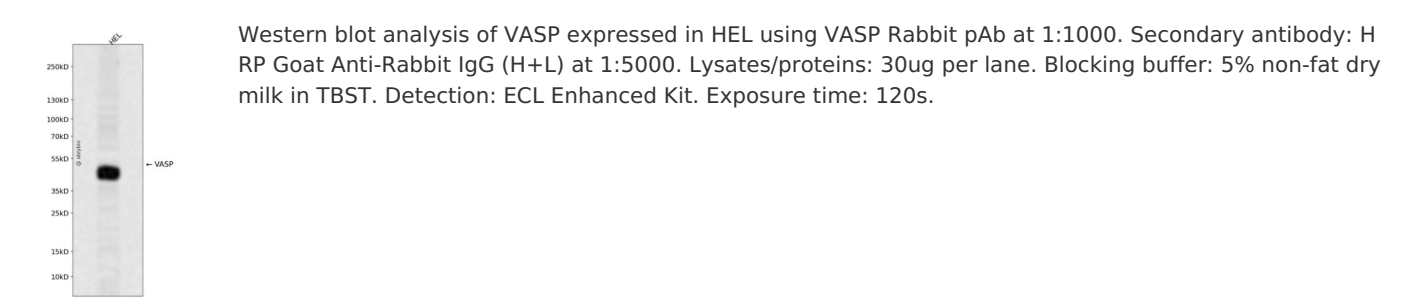 HEL
250kD
130kD
100kD
70kD
55kD
35kD
25kD
15kD
10kD
← VASP
Western blot analysis of VASP expressed in HEL using VASP Rabbit pAb at 1:1000. Secondary antibody: H
RP Goat Anti-Rabbit IgG (H+L) at 1:5000. Lysates/proteins: 30ug per lane. Blocking buffer: 5% non-fat dry
milk in TBST. Detection: ECL Enhanced Kit. Exposure time: 120s.